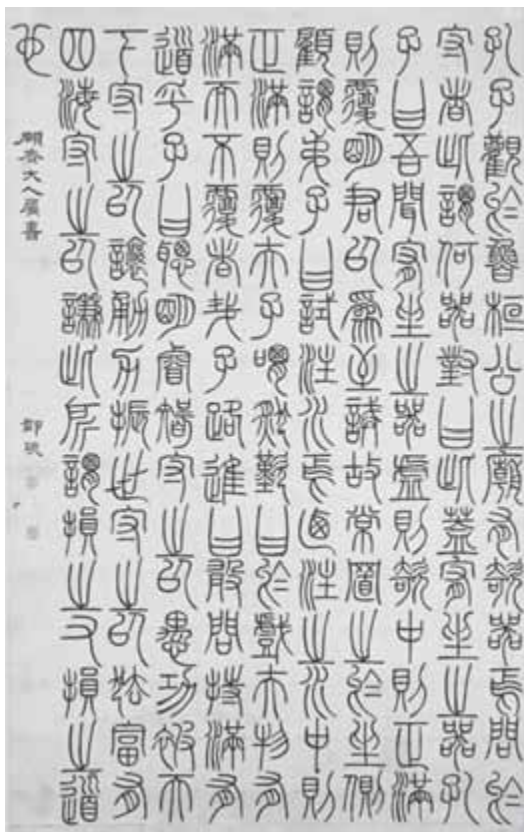 孔子觀於魯桓公之廟有欹器焉問於
守者此謂何器對曰此蓋宥坐之器孔
子曰吾聞宥坐之器虛則欹中則正滿
則覆明君以為至誡故常置之於坐側
顧謂弟子曰試注水焉迺注之水中則
正滿則覆夫子喟然歎曰於戲夫物有
滿而不覆者哉子路進曰敢問持滿有
道乎子曰聰明睿智守之以愚功被天
下守之以讓勇力振世守之以怯富有
四海守之以謙此所謂損之又損之道
也
頤齋大人屬書
鄧琰